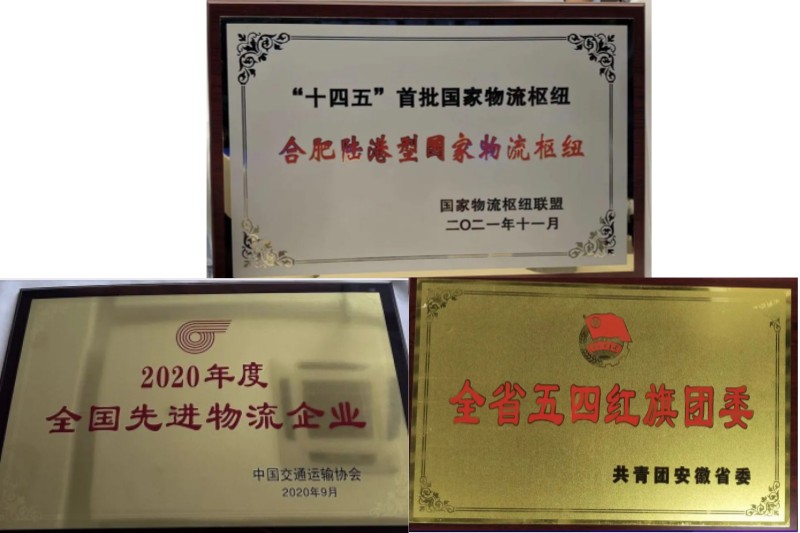 “十四五”首批国家物流枢纽
合肥陆港型国家物流枢纽
国家物流枢纽联盟
二〇二一年十一月
2020年度
全国先进物流企业
中国交通运输协会
2020年9月
全省五四红旗团委
共青团安徽省委